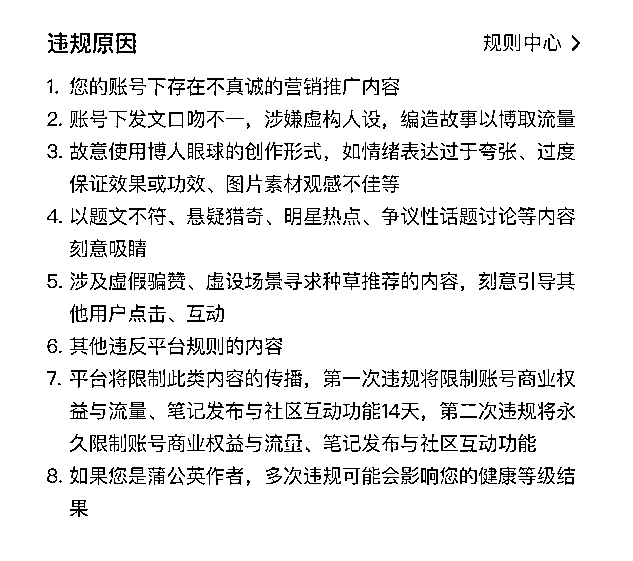 违规原因
规则中心
1. 您的账号下存在不真诚的营销推广内容
2. 账号下发文口吻不一，涉嫌虚构人设，编造故事以博取流量
3. 故意使用博人眼球的创作形式，如情绪表达过于夸张、过度
保证效果或功效、图片素材观感不佳等
4. 以题文不符、悬疑猎奇、明星热点、争议性话题讨论等内容
刻意吸睛
5. 涉及虚假骗赞、虚设场景寻求种草推荐的内容，刻意引导其
他用户点击、互动
6. 其他违反平台规则的内容
7. 平台将限制此类内容的传播，第一次违规将限制账号商业权
益与流量、笔记发布与社区互动功能14天，第二次违规将永
久限制账号商业权益与流量、笔记发布与社区互动功能
8. 如果您是蒲公英作者，多次违规可能会影响您的健康等级结
果